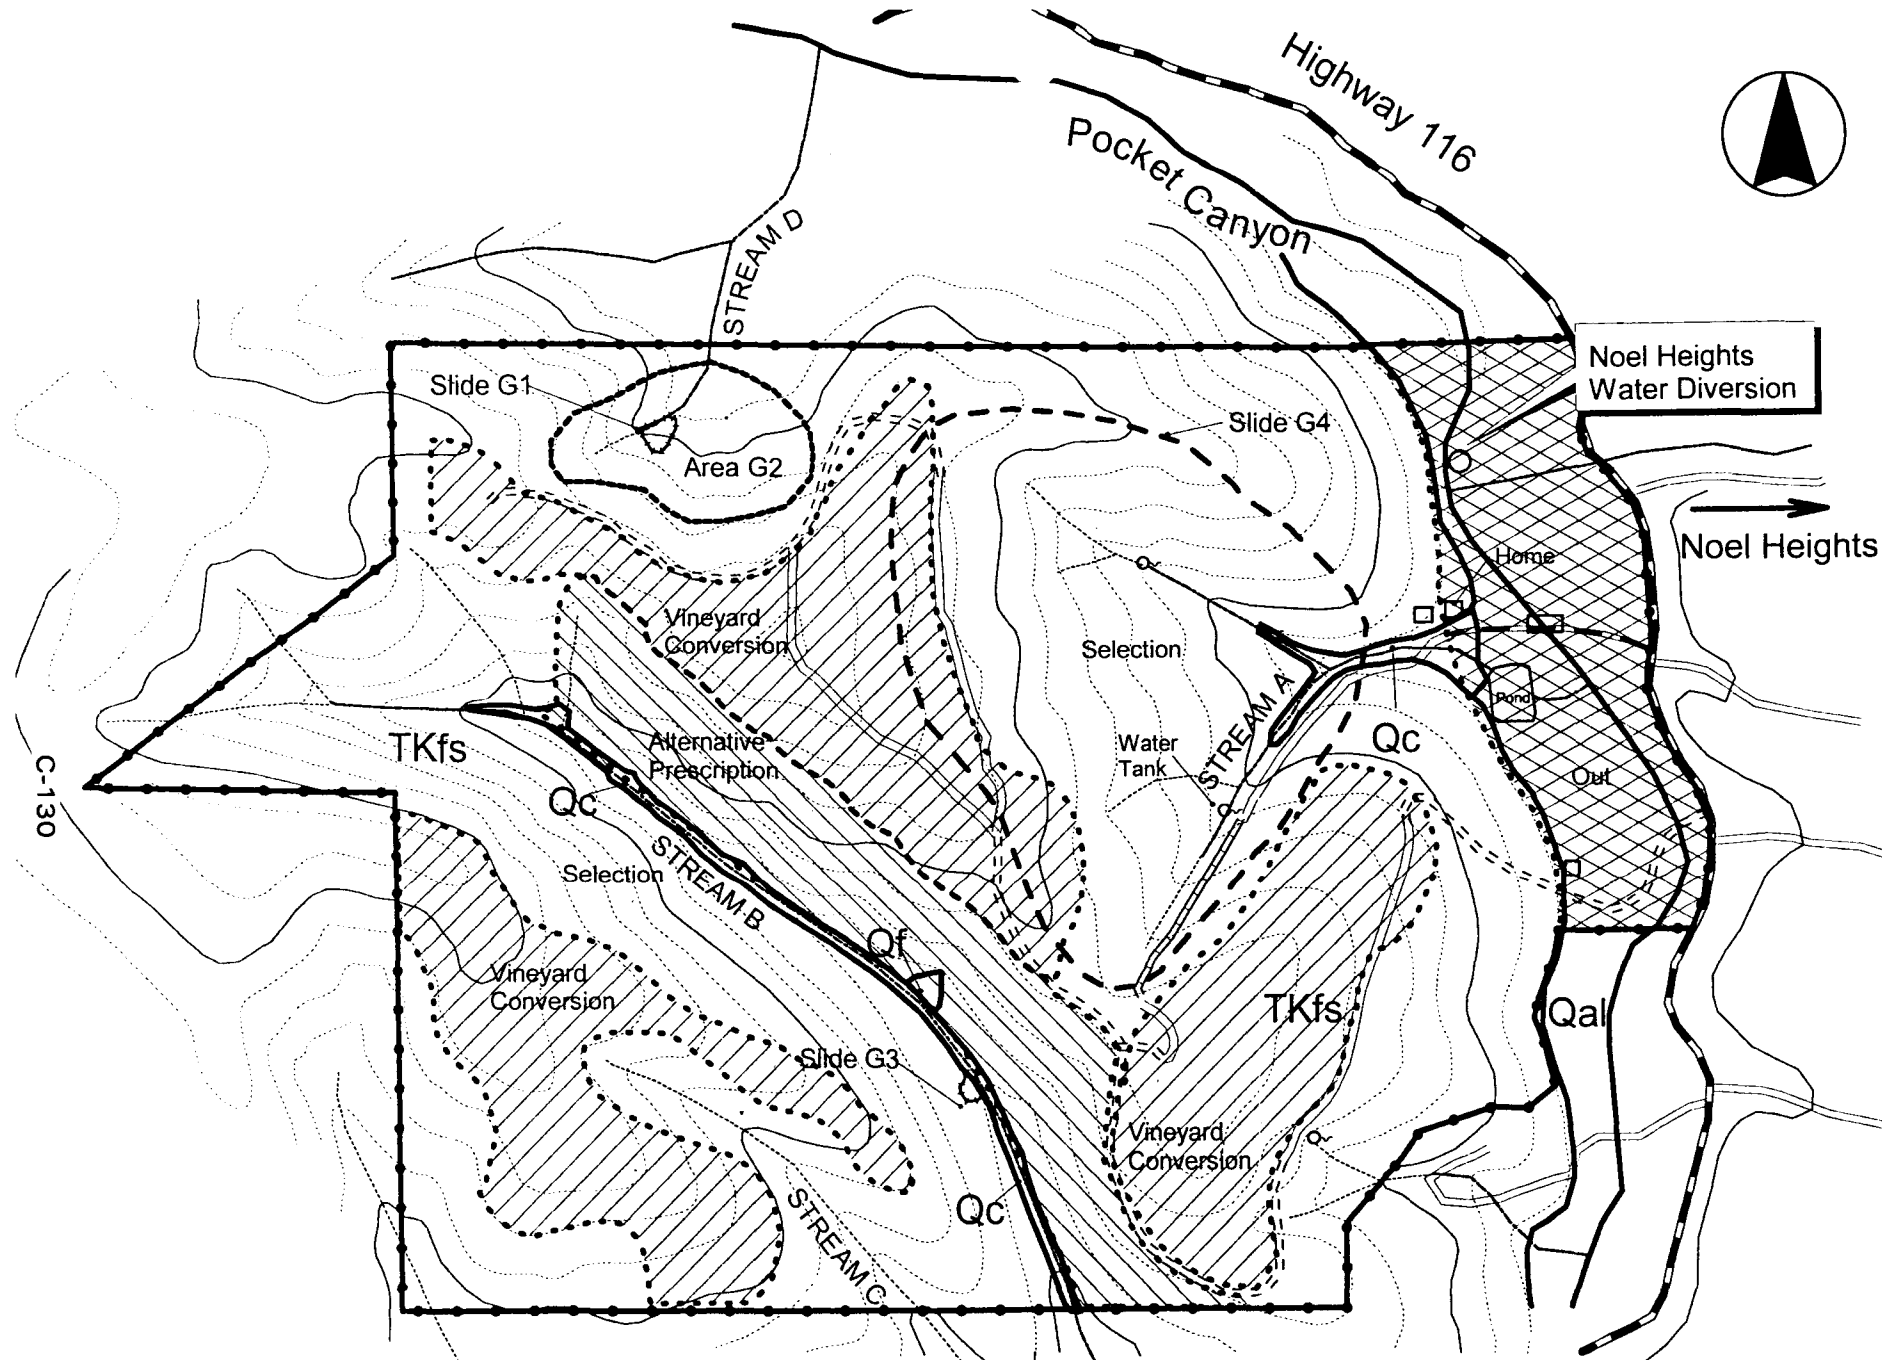 Highway 116
Pocket Canyon
STREAM D
Noel Heights
Water Diversion
Slide G1
Slide G4
Area G2
Noel Heights
Home
Vineyard
Conversion
Selection
STREAM A
Pond
Qc
TKfs
Alternative
Prescription
Water
Tank
Out
C-130
Qc
STREAM B
Selection
Qf
Vineyard
Conversion
TKfs
Qal
Slide G3
Vineyard
Conversion
Qc
STREAM C